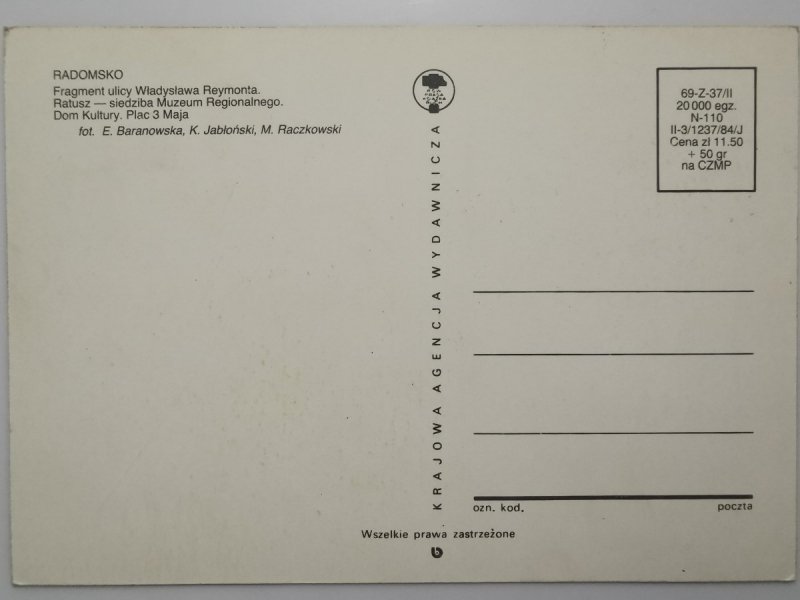 RADOMSKO
Fragment ulicy Władysława Reymonta.
Ratusz — siedziba Muzeum Regionalnego.
Dom Kultury. Plac 3 Maja
fot. E. Baranowska, K. Jabłoński, M. Raczkowski
KRAJOWA AGENCJA WYDAWNICZA
69-Z-37/II
20 000 egz.
N-110
II-3/1237/84/J
Cena zł 11.50
+ 50 gr
na CZMP
ozn. kod.
poczta
Wszelkie prawa zastrzeżone